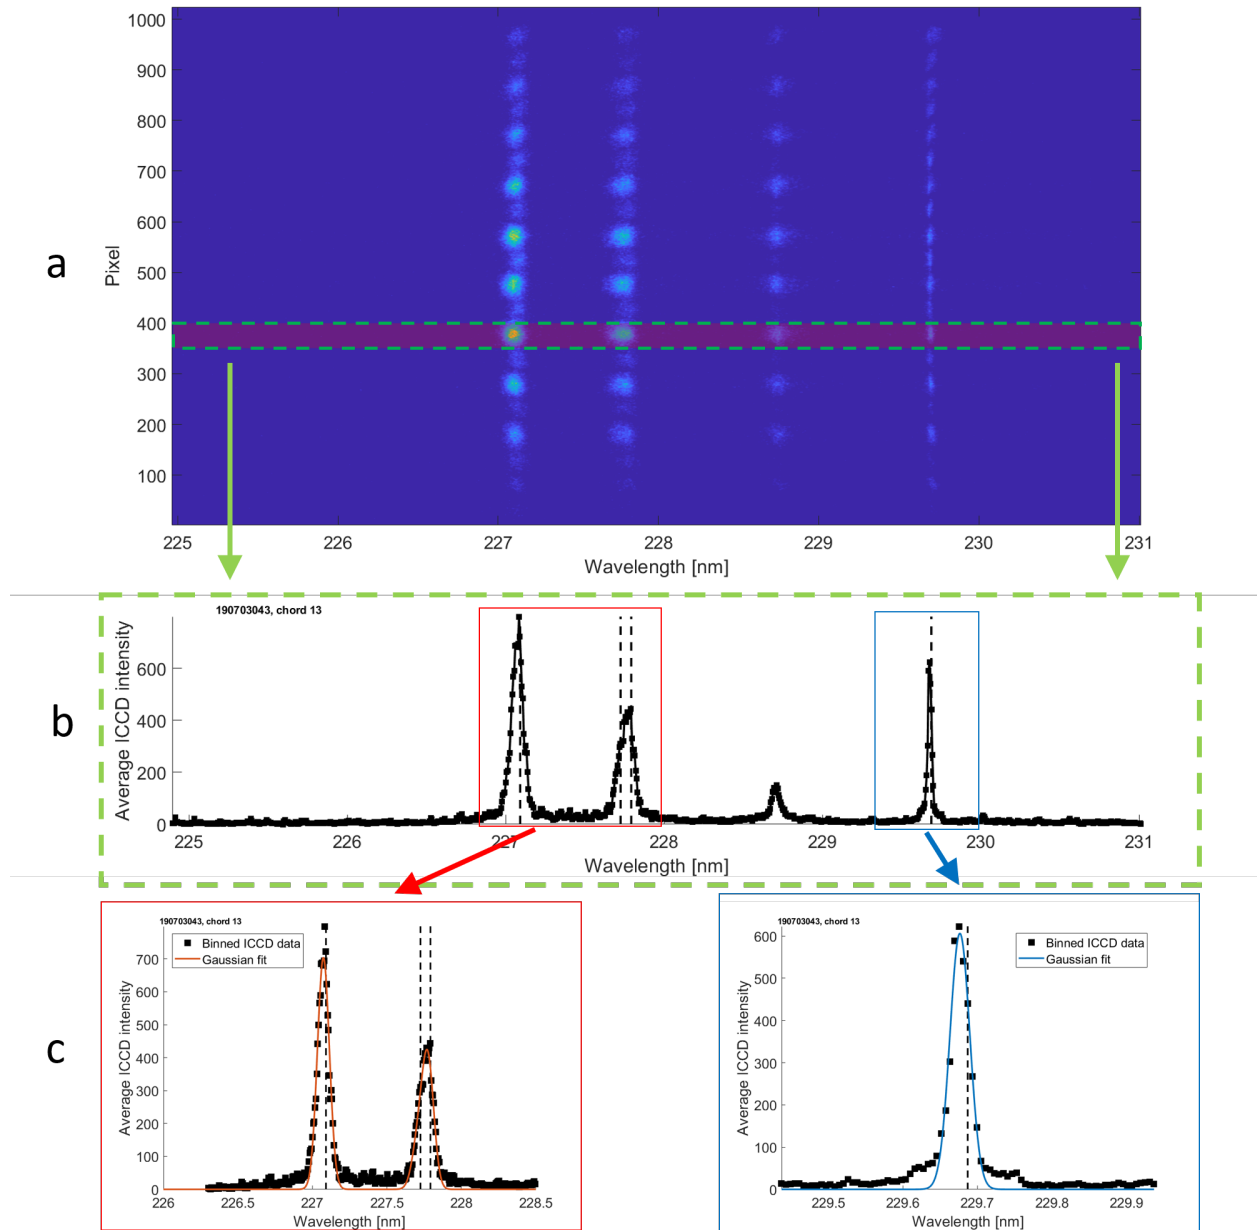 1000
900
800
700
600
500
400
300
200
100
Pixel
a
225 226 227 228 229 230 231
Wavelength [nm]
190703043, chord 13
600
400
200
0
Average ICCD intensity
b
225 226 227 228 229 230 231
Wavelength [nm]
190703043, chord 13
Binned ICCD data
Gaussian fit
700
600
500
400
300
200
100
0
Average ICCD intensity
c
226 226.5 227 227.5 228 228.5
Wavelength [nm]
190703043, chord 13
Binned ICCD data
Gaussian fit
600
500
400
300
200
100
0
Average ICCD intensity
229.5 229.6 229.7 229.8 229.9
Wavelength [nm]